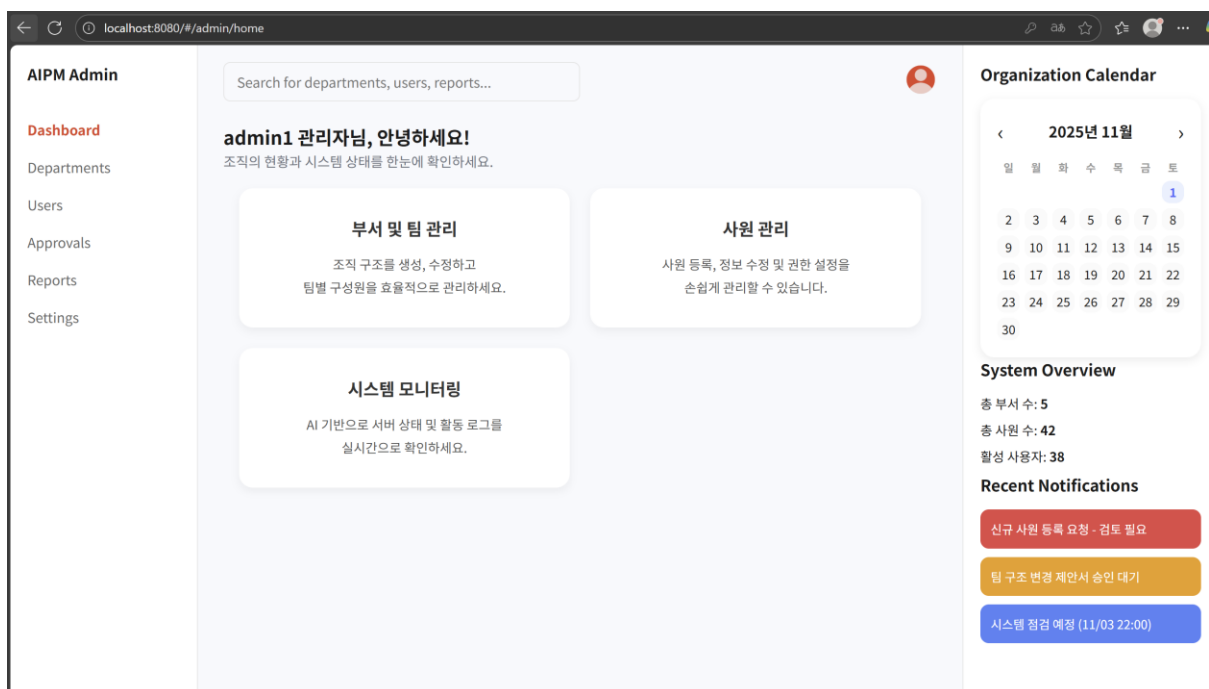 localhost:8080/#/admin/home
AIPM Admin
Dashboard
Departments
Users
Approvals
Reports
Settings
Search for departments, users, reports...
admin1 관리자님, 안녕하세요!
조직의 현황과 시스템 상태를 한눈에 확인하세요.
부서 및 팀 관리
조직 구조를 생성, 수정하고
팀별 구성원을 효율적으로 관리하세요.
사원 관리
사원 등록, 정보 수정 및 권한 설정을
손쉽게 관리할 수 있습니다.
시스템 모니터링
AI 기반으로 서버 상태 및 활동 로그를
실시간으로 확인하세요.
Organization Calendar
‹ 2025년 11월 ›
일 월 화 수 목 금 토
1
2 3 4 5 6 7 8
9 10 11 12 13 14 15
16 17 18 19 20 21 22
23 24 25 26 27 28 29
30
System Overview
총 부서 수: 5
총 사원 수: 42
활성 사용자: 38
Recent Notifications
신규 사원 등록 요청 - 검토 필요
팀 구조 변경 제안서 승인 대기
시스템 점검 예정 (11/03 22:00)